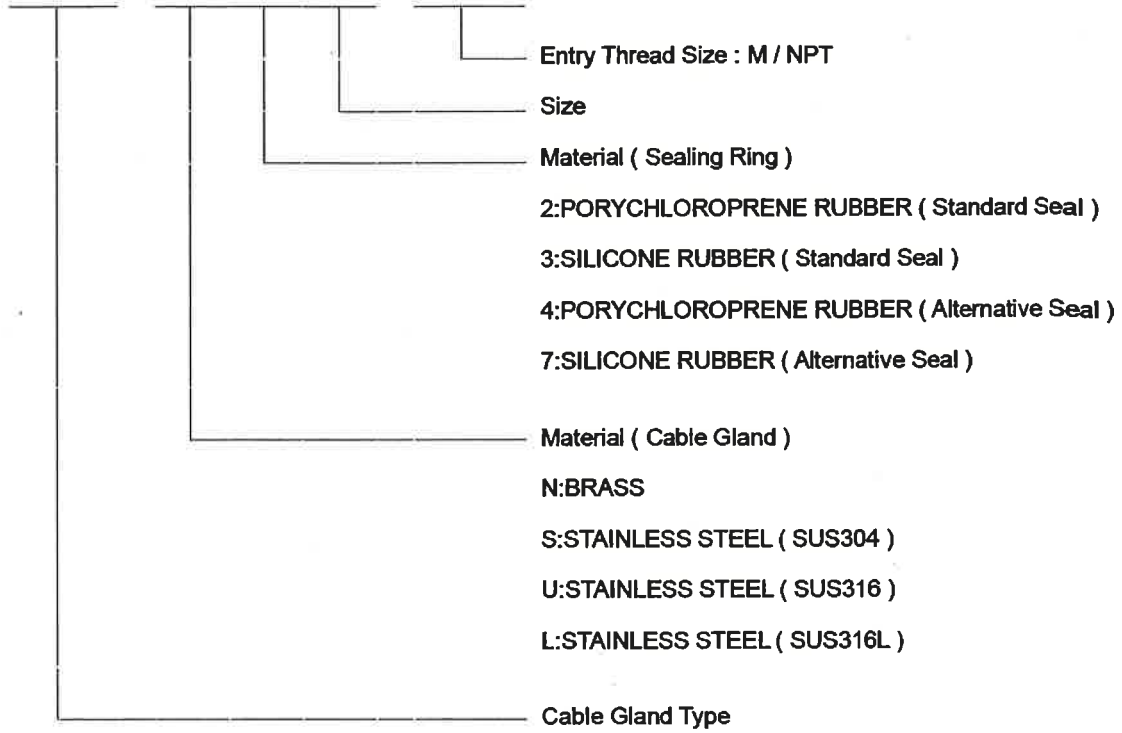 Entry Thread Size : M / NPT
Size
Material ( Sealing Ring )
2:PORYCHLOROPRENE RUBBER ( Standard Seal )
3:SILICONE RUBBER ( Standard Seal )
4:PORYCHLOROPRENE RUBBER ( Alternative Seal )
7:SILICONE RUBBER ( Alternative Seal )
Material ( Cable Gland )
N:BRASS
S:STAINLESS STEEL ( SUS304 )
U:STAINLESS STEEL ( SUS316 )
L:STAINLESS STEEL ( SUS316L )
Cable Gland Type